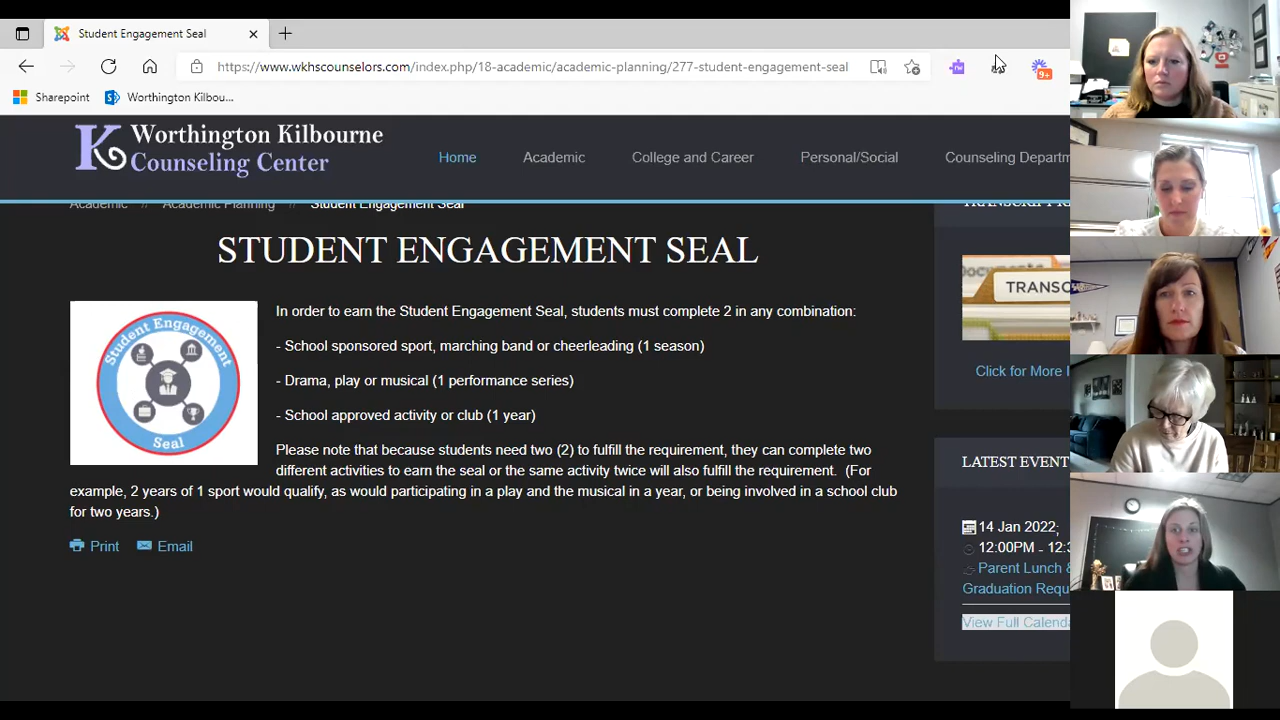 Student Engagement Seal
https://www.wkhscounselors.com/index.php/18-academic/academic-planning/277-student-engagement-seal
9+
Sharepoint
Worthington Kilbou...
Worthington Kilbourne
Counseling Center
Home
Academic
College and Career
Personal/Social
Counseling Departm
Academic // Academic Planning // Student Engagement Seal
STUDENT ENGAGEMENT SEAL
Student Engagement
Seal
In order to earn the Student Engagement Seal, students must complete 2 in any combination:
- School sponsored sport, marching band or cheerleading (1 season)
- Drama, play or musical (1 performance series)
- School approved activity or club (1 year)
Please note that because students need two (2) to fulfill the requirement, they can complete two
different activities to earn the seal or the same activity twice will also fulfill the requirement. (For
example, 2 years of 1 sport would qualify, as would participating in a play and the musical in a year, or being involved in a school club
for two years.)
Print
Email
Documents
TRANSC
Click for More I
LATEST EVENT
14 Jan 2022;
12:00PM - 12:3
Parent Lunch &
Graduation Requ
View Full Calenda